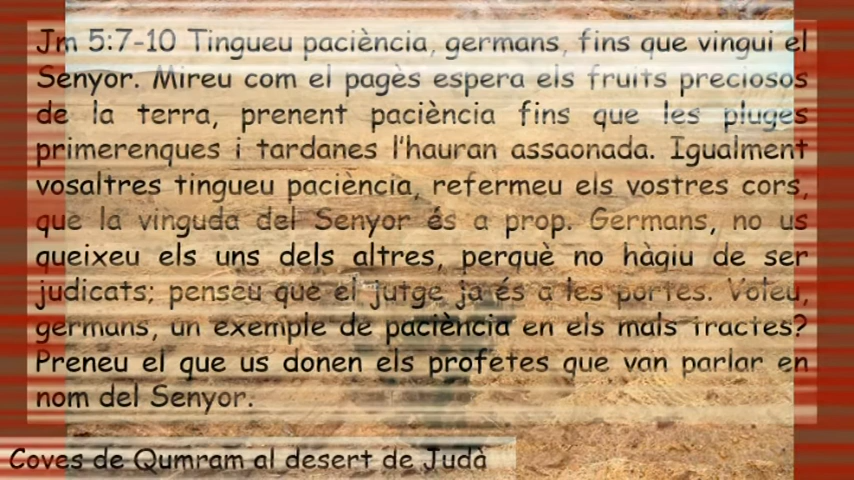 Jm 5:7-10 Tingueu paciència, germans, fins que vingui el
Senyor. Mireu com el pagès espera els fruits preciosos
de la terra, prenent paciència fins que les pluges
primerenques i tardanes l'hauran assaonada. Igualment
vosaltres tingueu paciència, refermeu els vostres cors,
que la vinguda del Senyor és a prop. Germans, no us
queixeu els uns dels altres, perquè no hàgiu de ser
judicats; penseu que el jutge ja és a les portes. Voleu,
germans, un exemple de paciència en els mals tractes?
Preneu el que us donen els profetes que van parlar en
nom del Senyor.
Coves de Qumram al desert de Judà